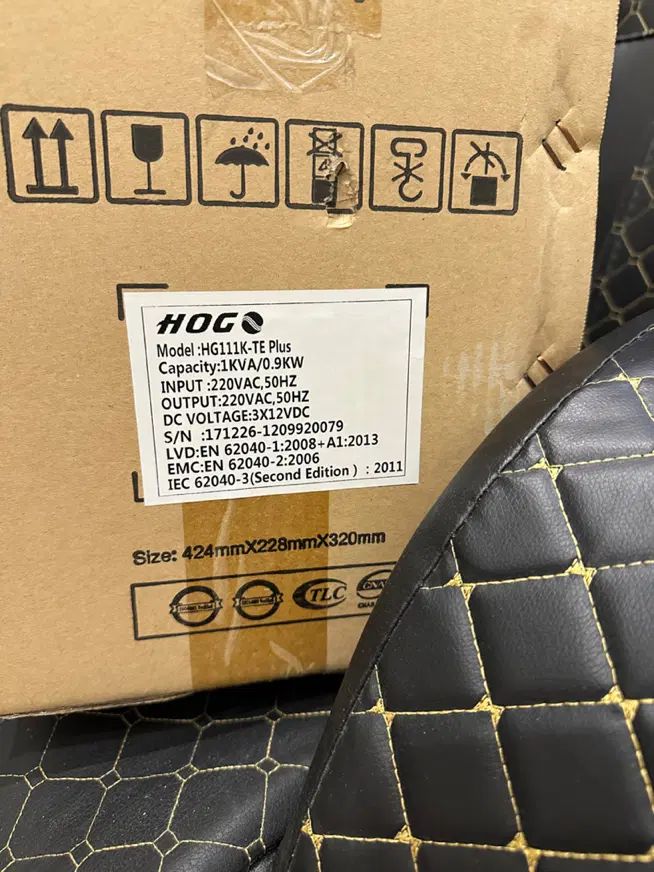 HOGO
Model :HG111K-TE Plus
Capacity:1KVA/0.9KW
INPUT :220VAC,50HZ
OUTPUT:220VAC,50HZ
DC VOLTAGE:3X12VDC
S/N :171226-1209920079
LVD:EN 62040-1:2008+A1:2013
EMC:EN 62040-2:2006
IEC 62040-3(Second Edition) : 2011
Size: 424mmX228mmX320mm
TLC